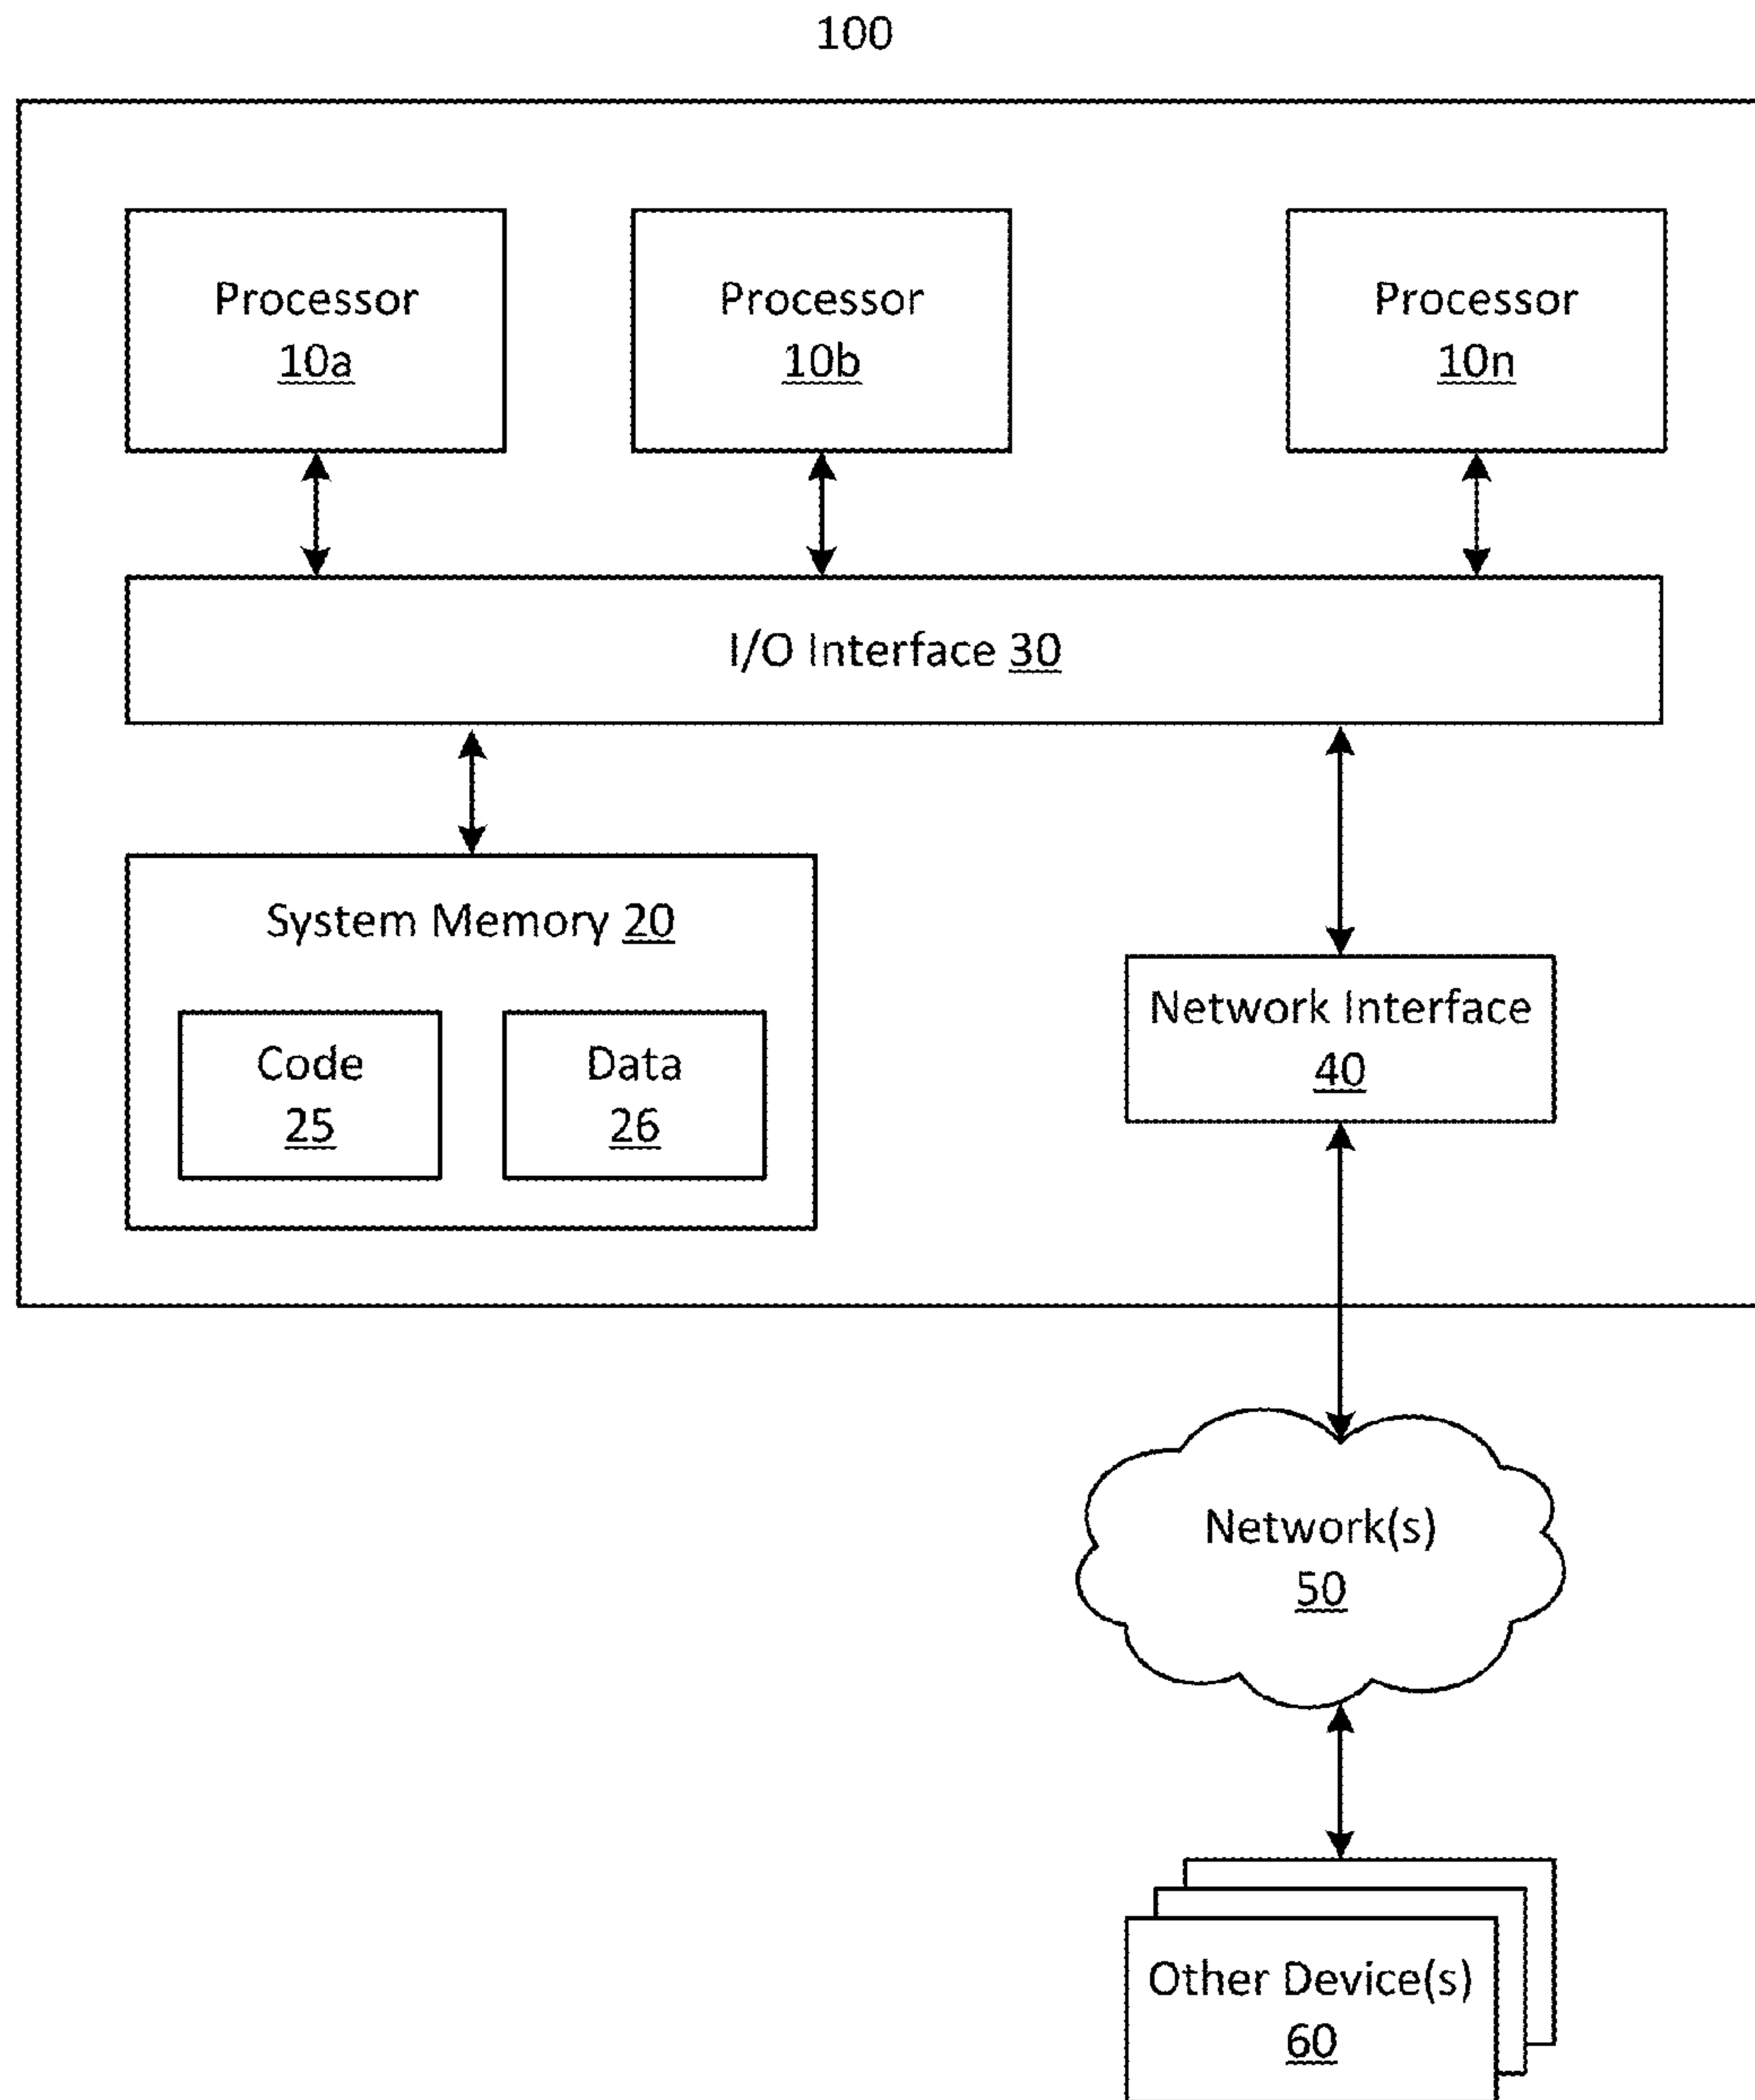 100
Processor
10a
Processor
10b
Processor
10n
I/O Interface 30
System Memory 20
Code
25
Data
26
Network Interface
40
Network(s)
50
Other Device(s)
60